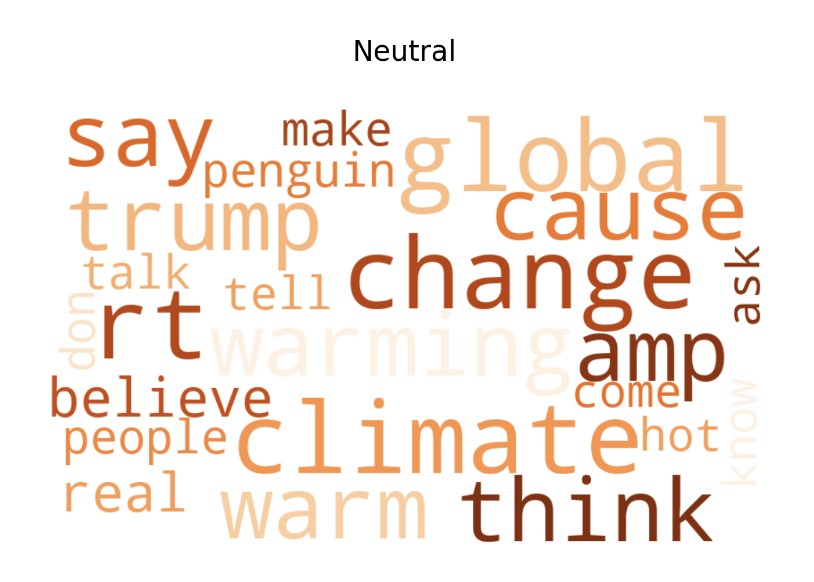 Neutral
say
make
global
penguin
trump
cause
talk
tell
change
ask
don
rt
warming
amp
believe
come
know
people
climate
hot
real
warm
think